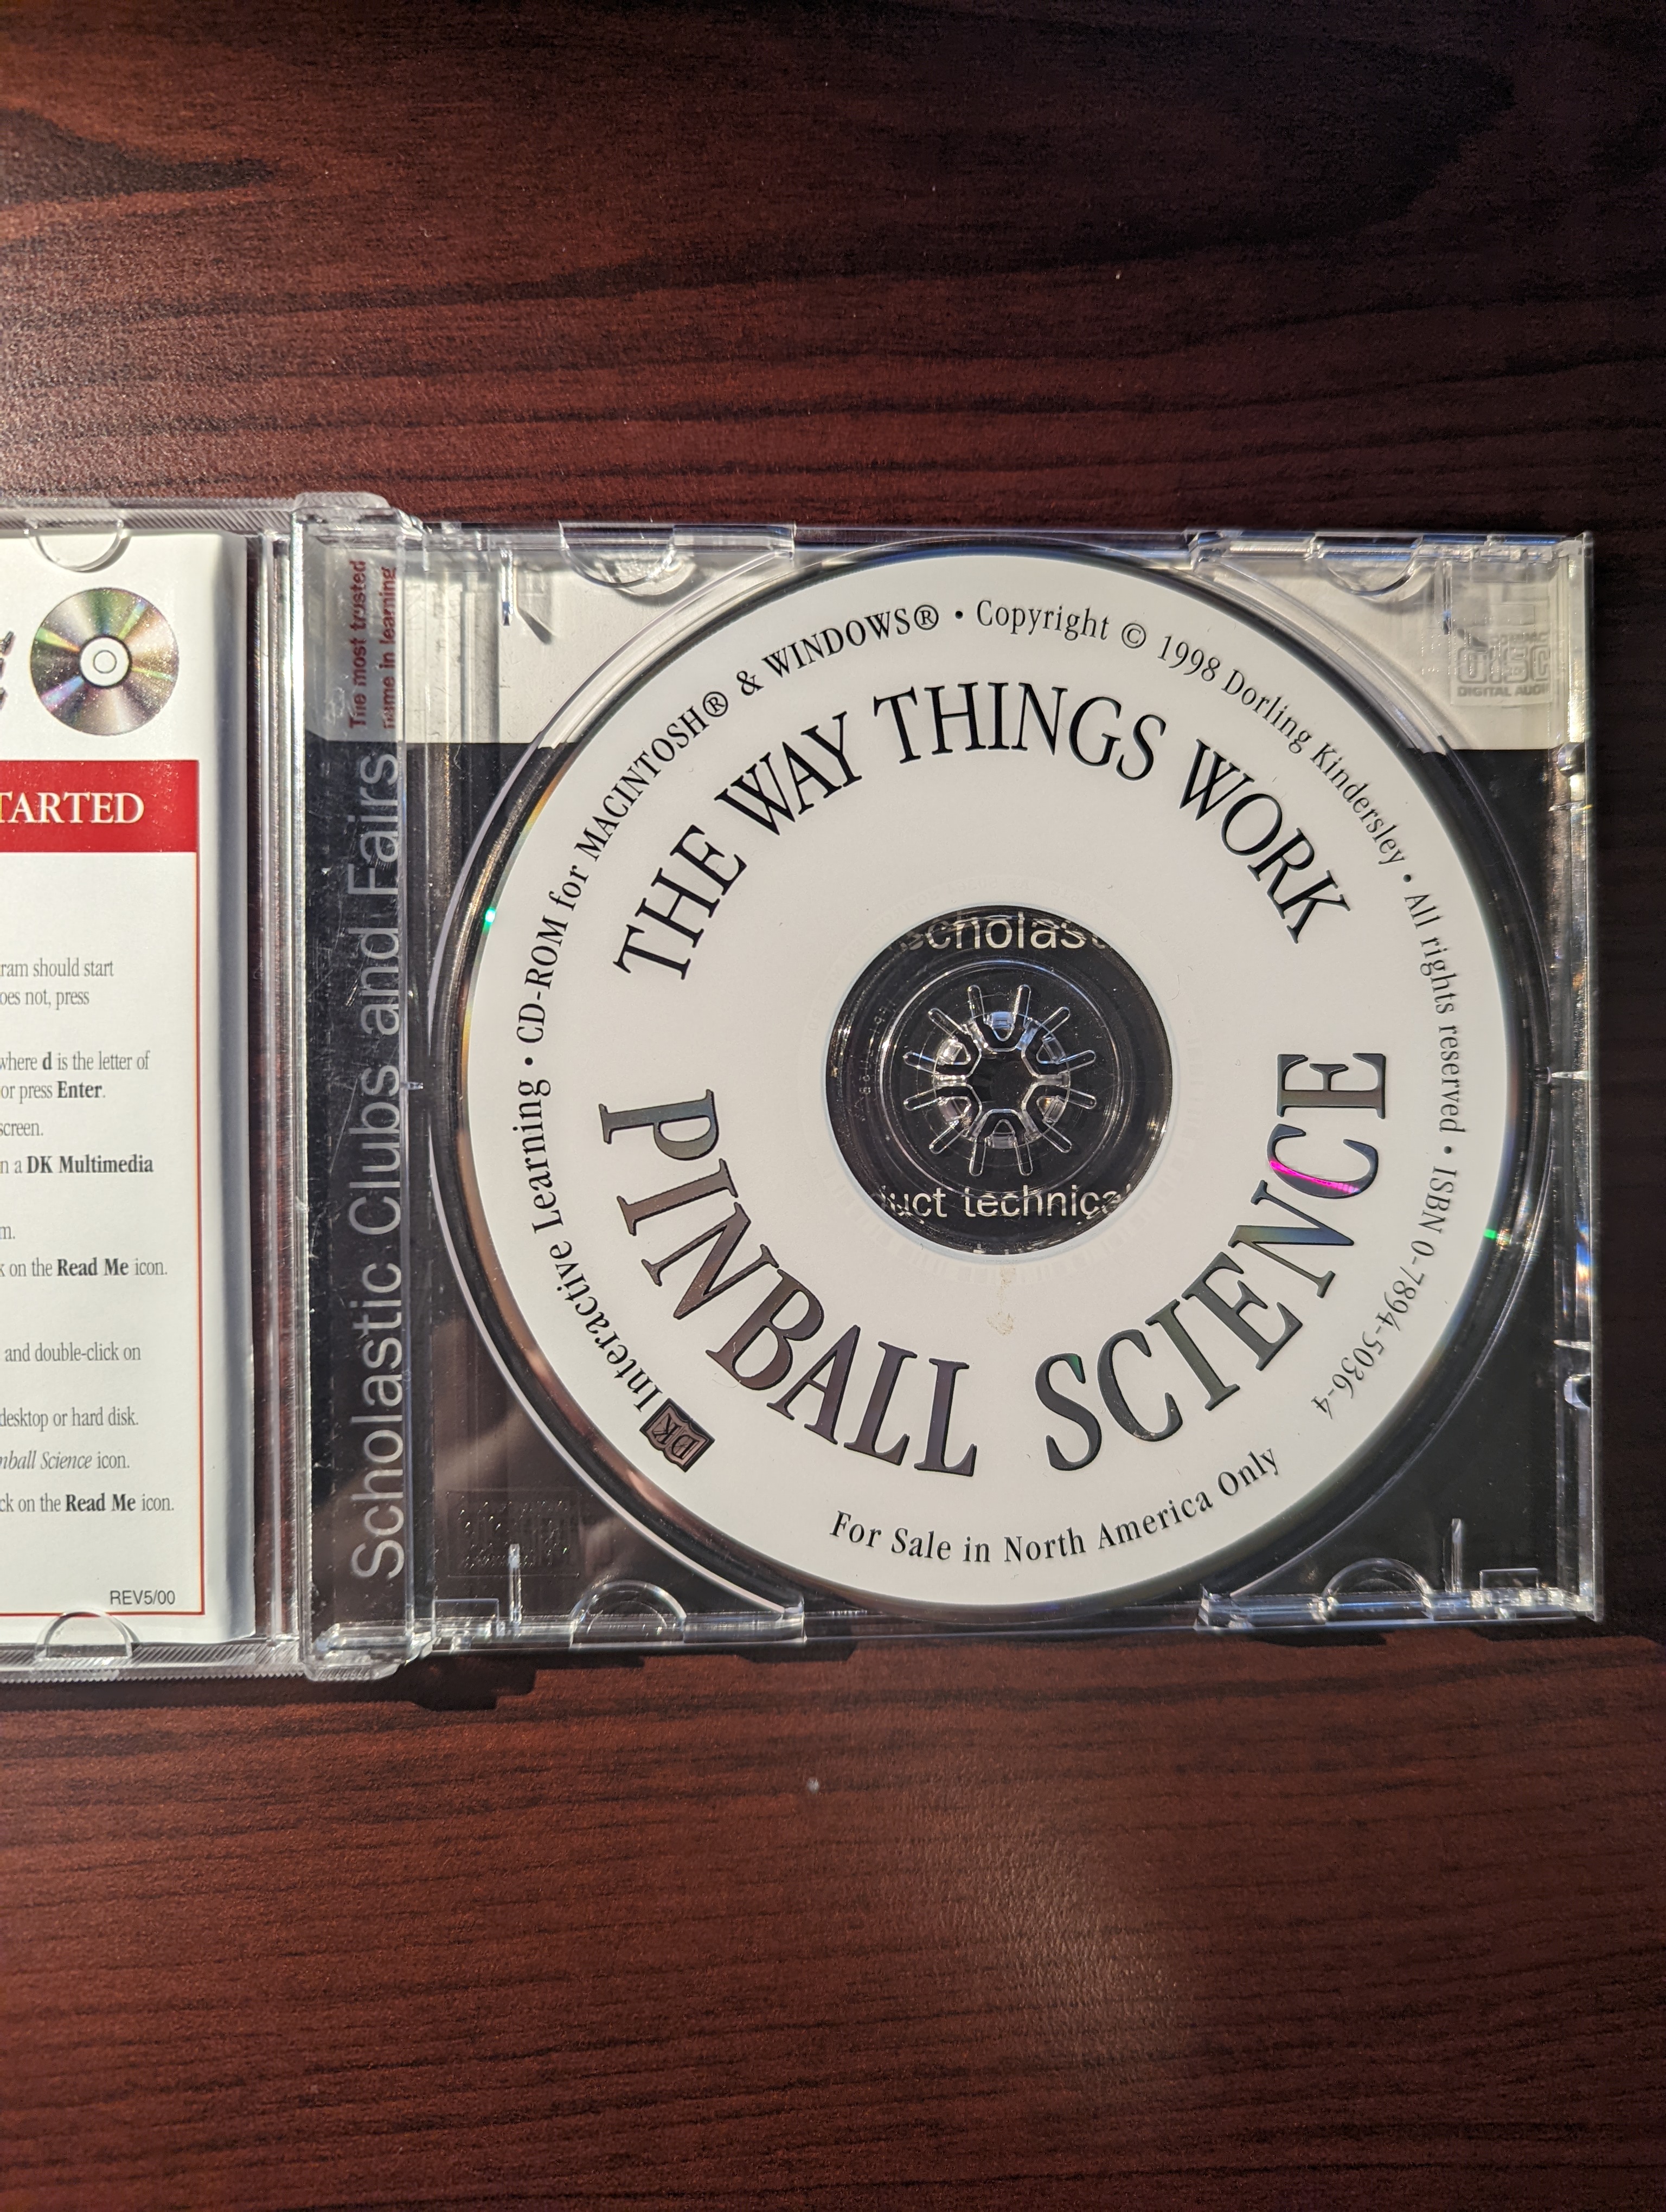 TARTED
ram should start
oes not, press
where d is the letter of
or press Enter.
screen.
n a DK Multimedia
m.
k on the Read Me icon.
and double-click on
desktop or hard disk.
nball Science icon.
ck on the Read Me icon.
REV5/00
The most trusted
name in learning
Scholastic Clubs and Fairs
DK Interactive Learning • CD-ROM for MACINTOSH® & WINDOWS® • Copyright © 1998 Dorling Kindersley • All rights reserved • ISBN 0-7894-5036-4
THE WAY THINGS WORK
PINBALL SCIENCE
For Sale in North America Only
cholas
duct technical
DISC
DIGITAL AUDIO